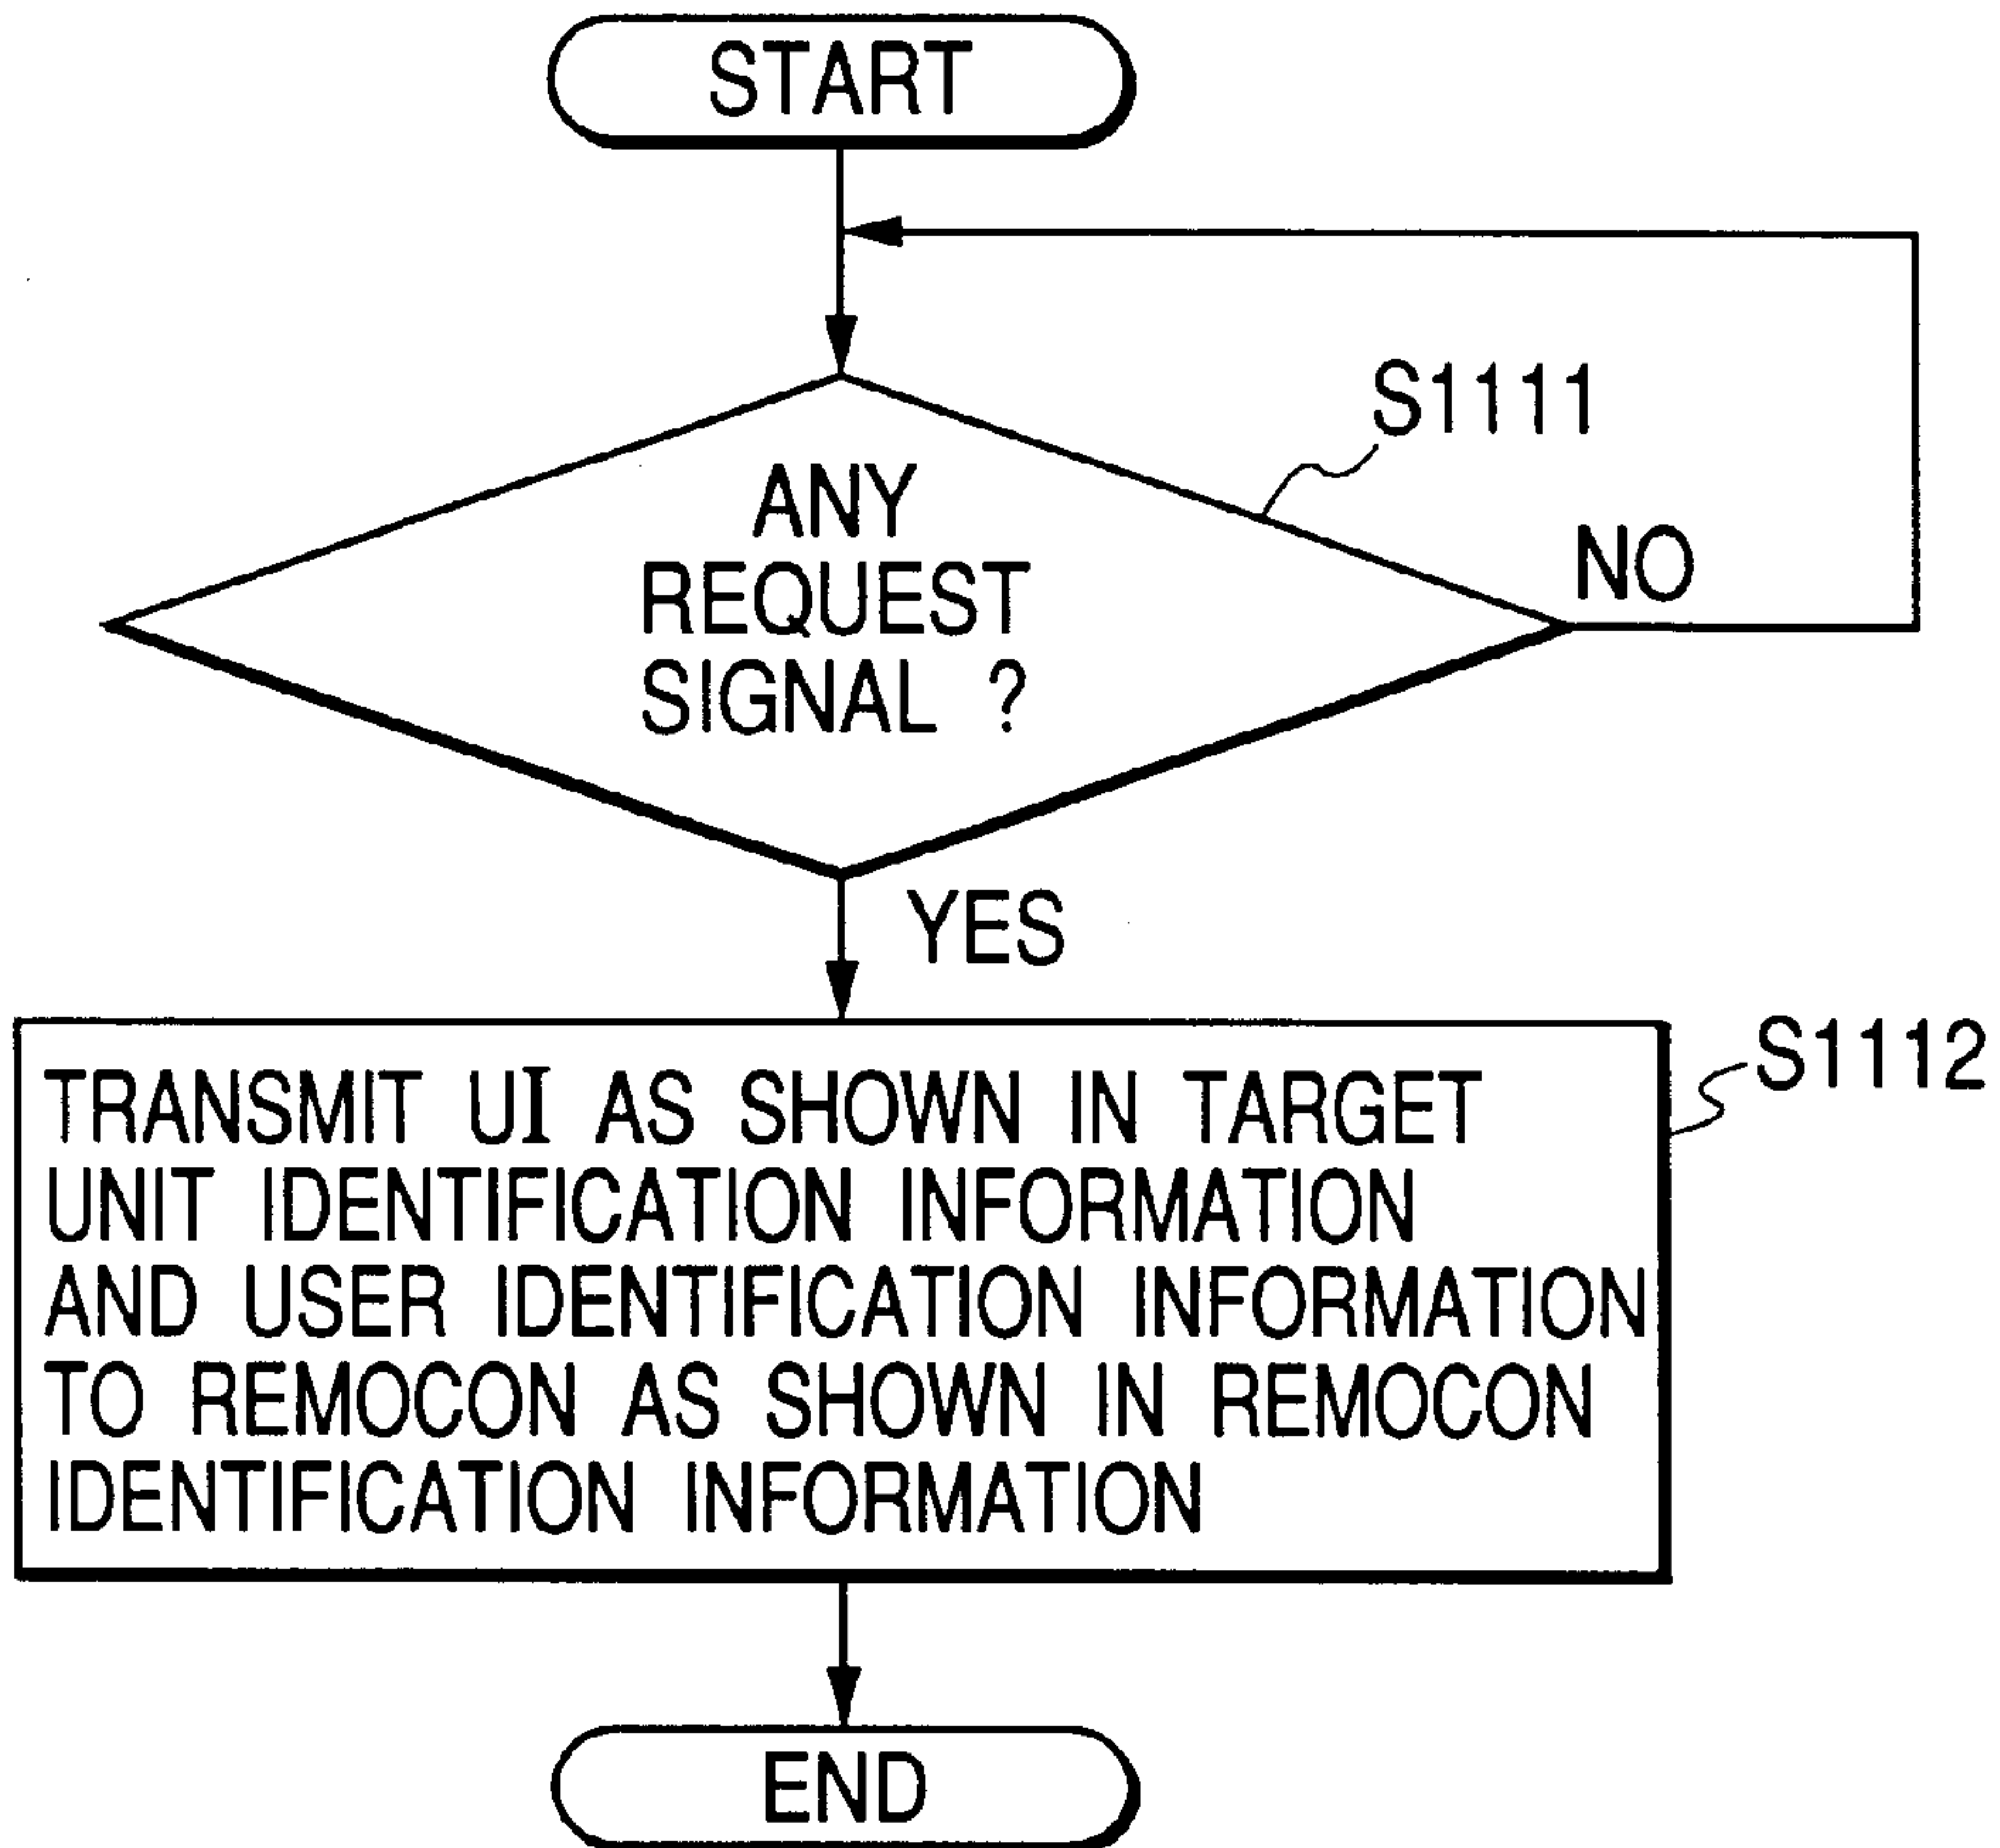 START
S1111
ANY
REQUEST
SIGNAL ?
NO
YES
S1112
TRANSMIT UI AS SHOWN IN TARGET
UNIT IDENTIFICATION INFORMATION
AND USER IDENTIFICATION INFORMATION
TO REMOCON AS SHOWN IN REMOCON
IDENTIFICATION INFORMATION
END